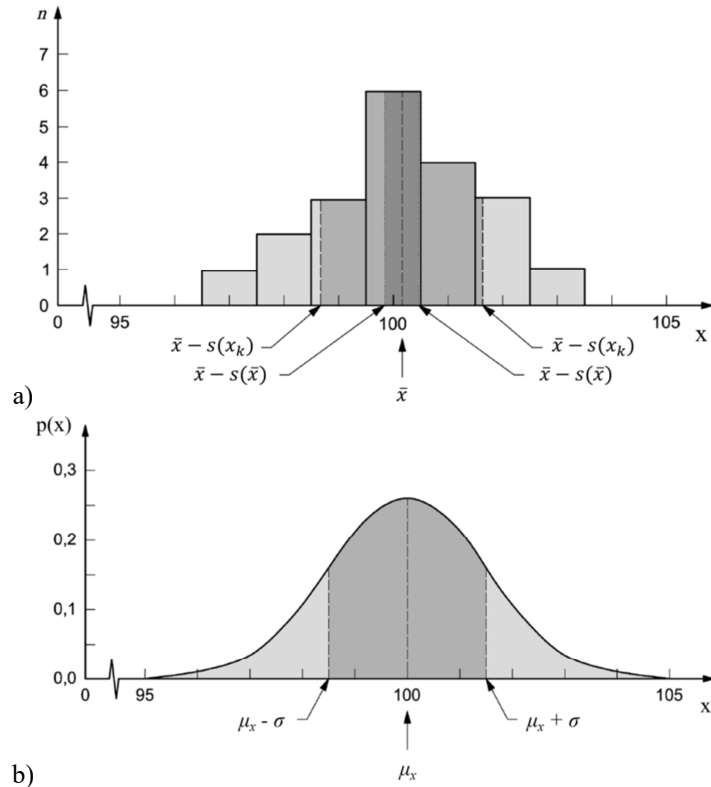 n
7
6
5
4
3
2
1
0
0 95 100 105 x
x̄ − s(x_k) x̄ − s(x_k)
x̄ − s(x̄) x̄ − s(x̄)
x̄
a)
p(x)
0,3
0,2
0,1
0,0
0 95 100 105 x
μ_x - σ μ_x + σ
μ_x
b)